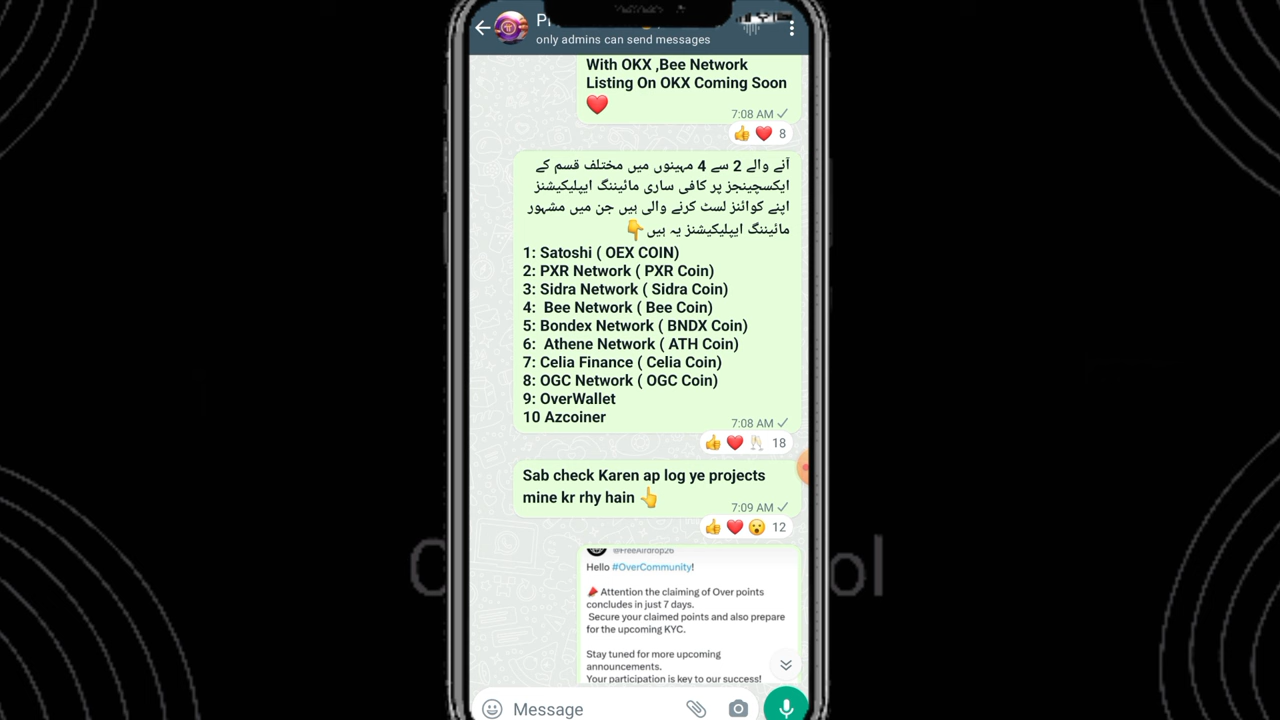 only admins can send messages
With OKX ,Bee Network
Listing On OKX Coming Soon
❤️
7:08 AM
👍 ❤️ 8
آنے والے 2 سے 4 مہینوں میں مختلف قسم کے
ایکسچینجز پر کافی ساری مائیننگ ایپلیکیشنز
اپنے کوائنز لسٹ کرنے والی ہیں جن میں مشہور
مائیننگ ایپلیکیشنز یہ ہیں 👇
1: Satoshi ( OEX COIN)
2: PXR Network ( PXR Coin)
3: Sidra Network ( Sidra Coin)
4:  Bee Network ( Bee Coin)
5: Bondex Network ( BNDX Coin)
6:  Athene Network ( ATH Coin)
7: Celia Finance ( Celia Coin)
8: OGC Network ( OGC Coin)
9: OverWallet
10 Azcoiner
7:08 AM
👍 ❤️ 🥂 18
Sab check Karen ap log ye projects
mine kr rhy hain 👆
7:09 AM
👍 ❤️ 😮 12
@FreeAirdrop26
Hello #OverCommunity!
📣 Attention the claiming of Over points
concludes in just 7 days.
Secure your claimed points and also prepare
for the upcoming KYC.
Stay tuned for more upcoming
announcements.
Your participation is key to our success!
Message